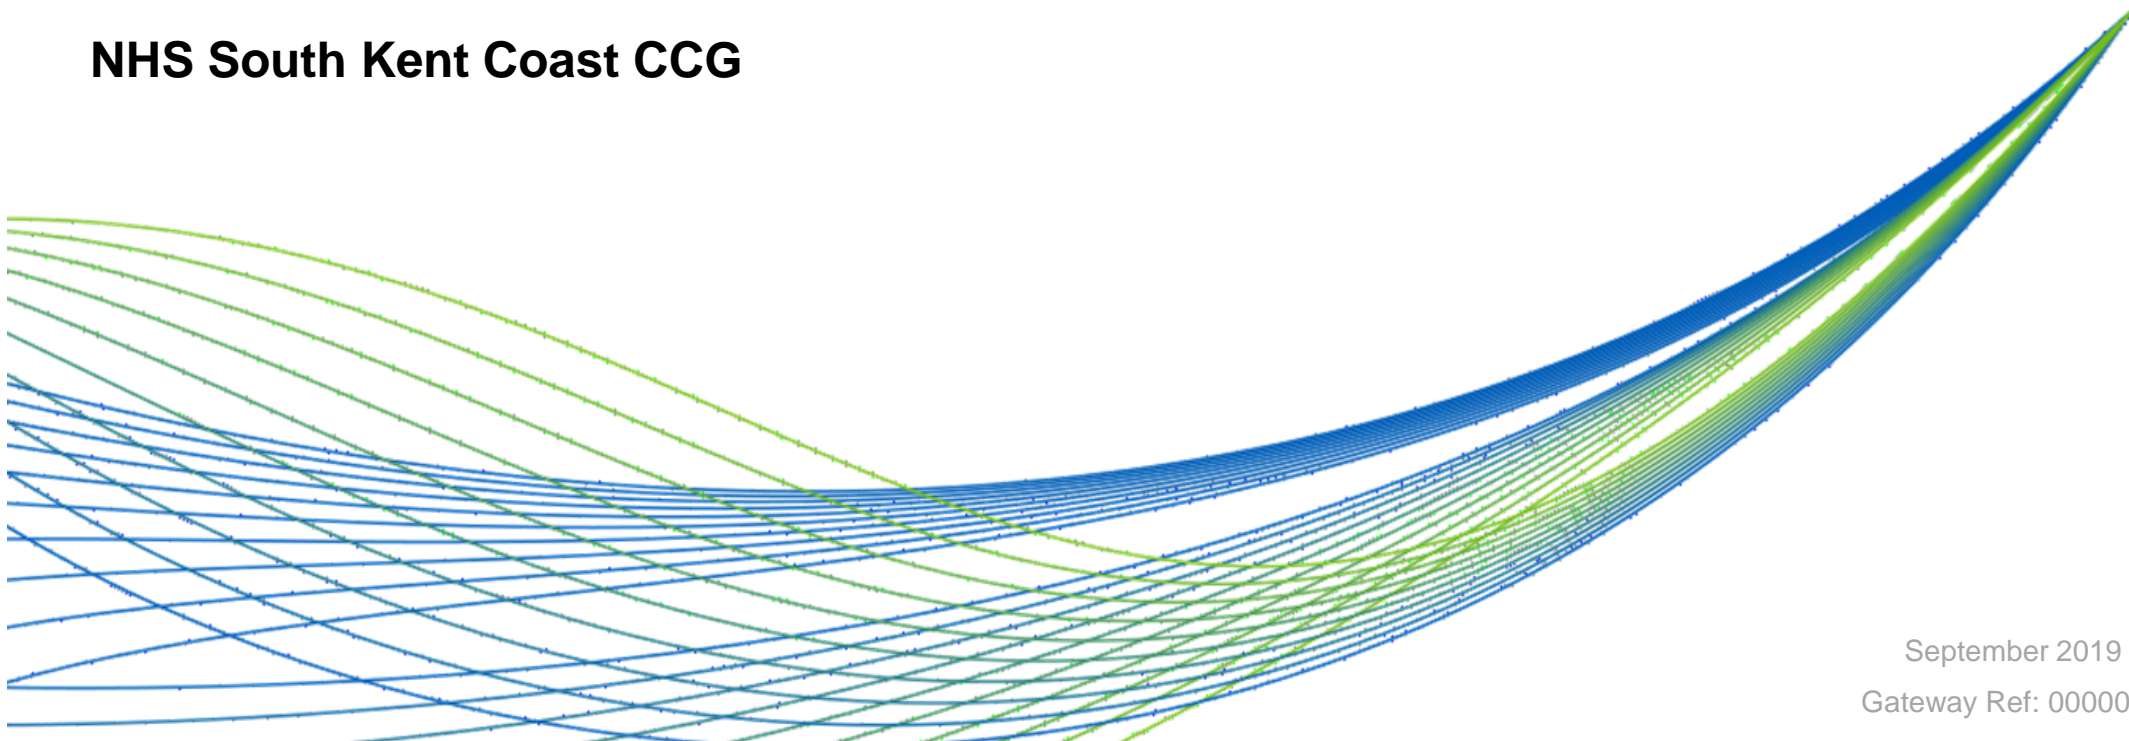 NHS South Kent Coast CCG
September 2019
Gateway Ref: 00000